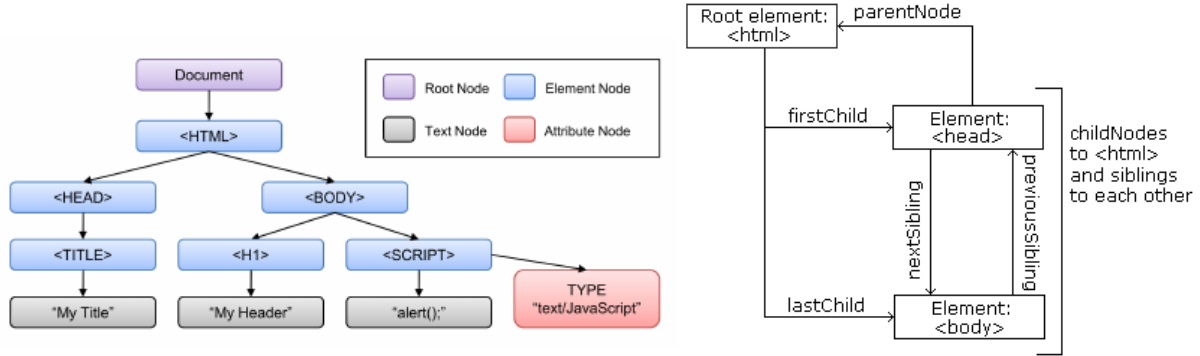 Document
Root Node
Element Node
Text Node
Attribute Node
<HTML>
<HEAD>
<BODY>
<TITLE>
<H1>
<SCRIPT>
"My Title"
"My Header"
"alert();"
TYPE
"text/JavaScript"
Root element:
<html>
parentNode
firstChild
Element:
<head>
nextSibling
previousSibling
lastChild
Element:
<body>
childNodes
to <html>
and siblings
to each other